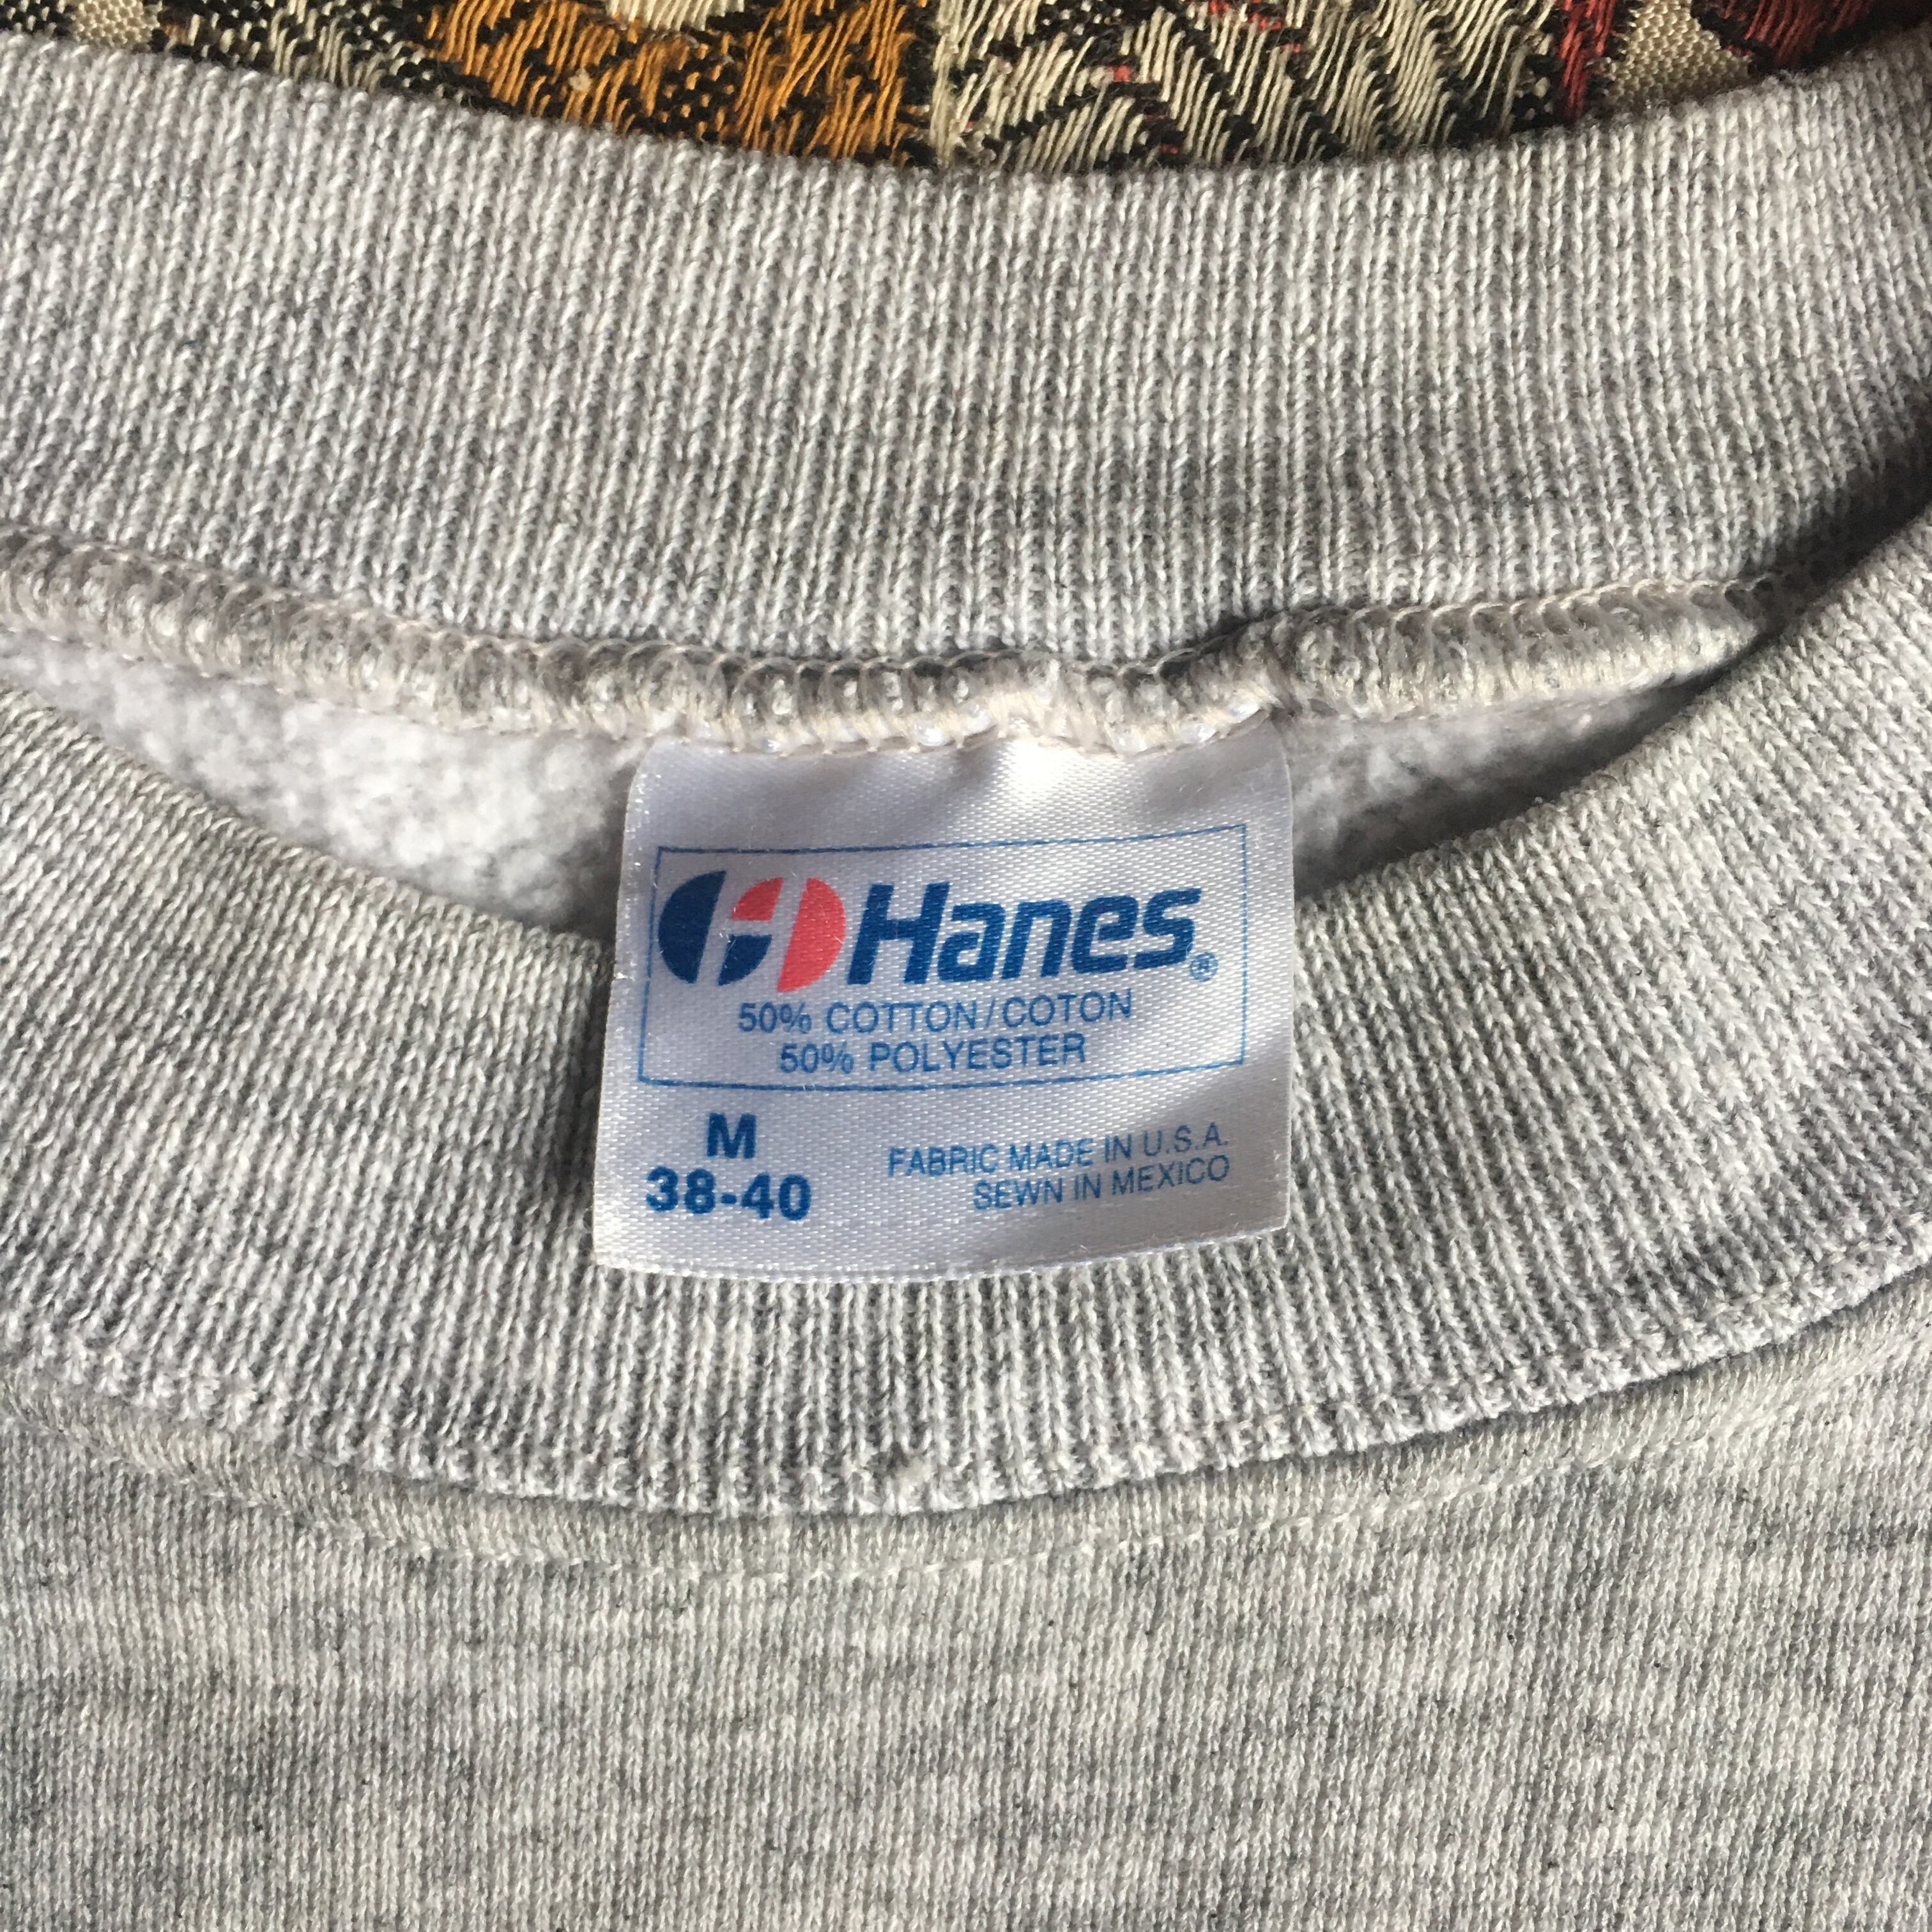 Hanes®
50% COTTON/COTON
50% POLYESTER
M
38-40
FABRIC MADE IN U.S.A.
SEWN IN MEXICO